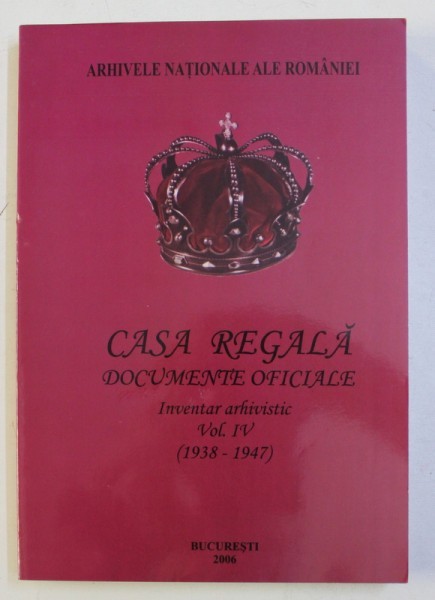 ARHIVELE NAȚIONALE ALE ROMÂNIEI
CASA REGALĂ
DOCUMENTE OFICIALE
Inventar arhivistic
Vol. IV
(1938 - 1947)
BUCUREȘTI
2006